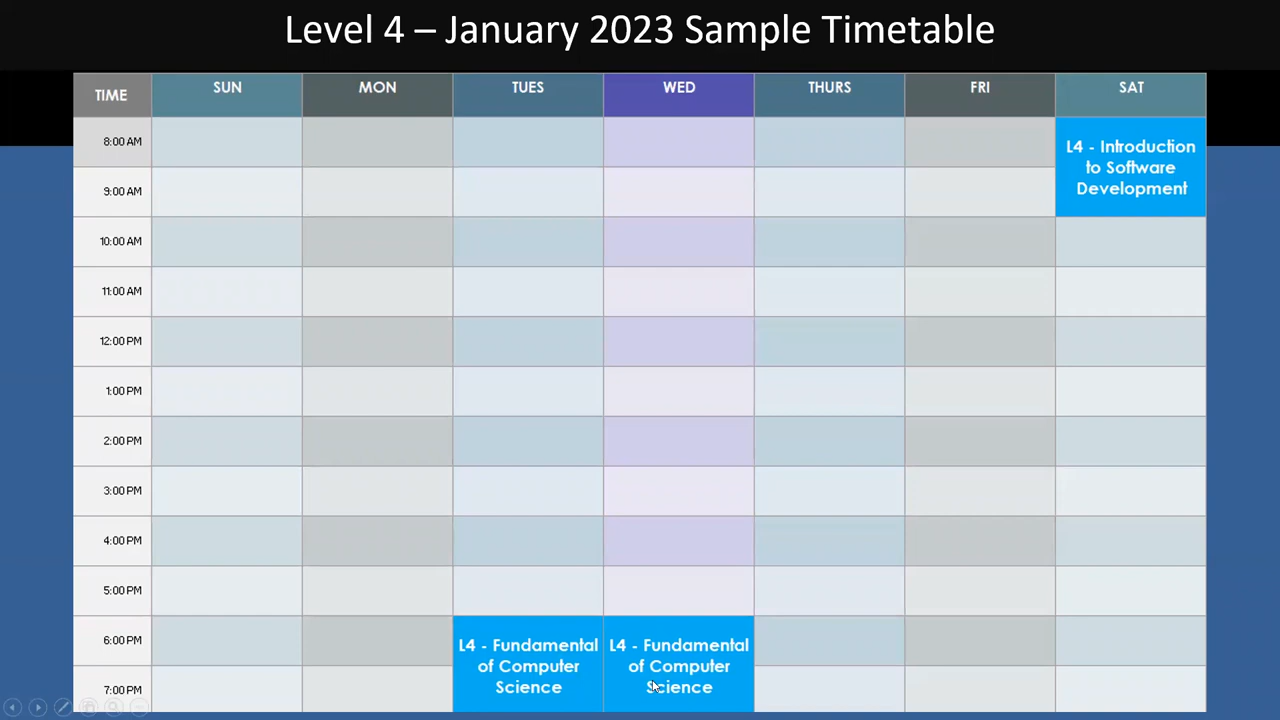 Level 4 – January 2023 Sample Timetable
TIME SUN MON TUES WED THURS FRI SAT
8:00 AM
L4 - Introduction
to Software
Development
9:00 AM
10:00 AM
11:00 AM
12:00 PM
1:00 PM
2:00 PM
3:00 PM
4:00 PM
5:00 PM
6:00 PM
L4 - Fundamental
of Computer
Science
L4 - Fundamental
of Computer
Science
7:00 PM